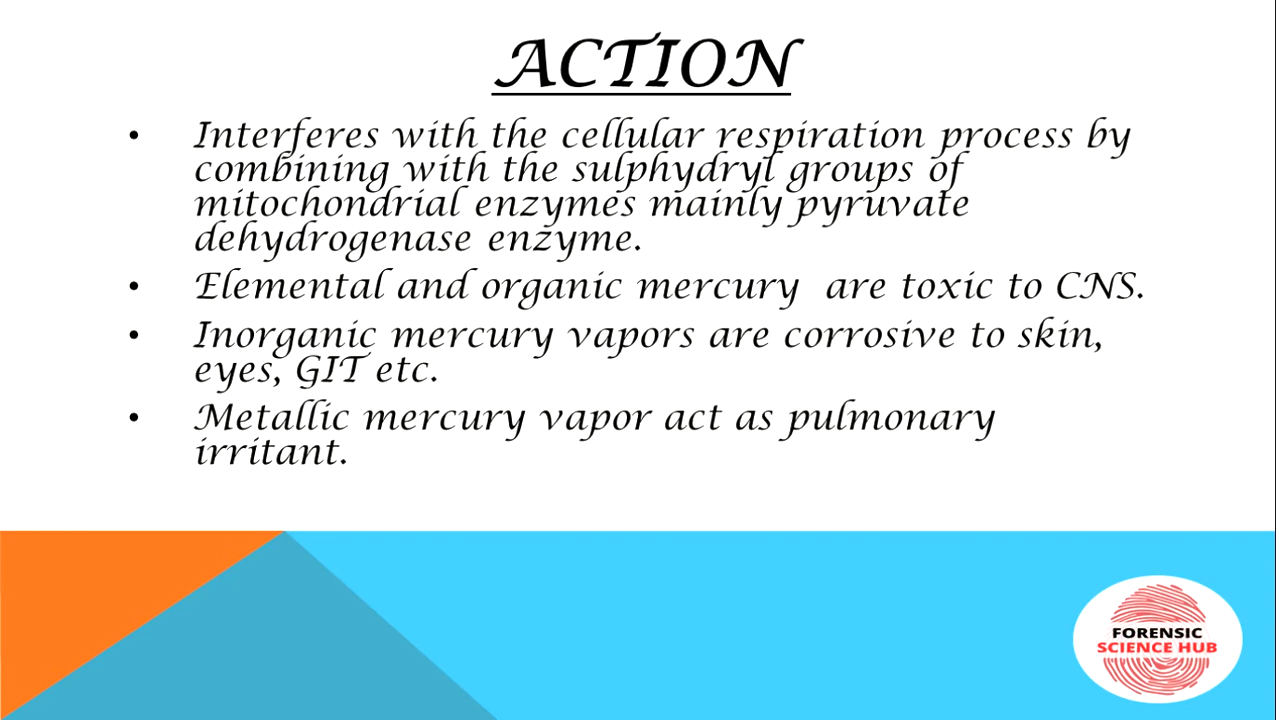 ACTION
• Interferes with the cellular respiration process by
combining with the sulphydryl groups of
mitochondrial enzymes mainly pyruvate
dehydrogenase enzyme.
• Elemental and organic mercury  are toxic to CNS.
• Inorganic mercury vapors are corrosive to skin,
eyes, GIT etc.
• Metallic mercury vapor act as pulmonary
irritant.
FORENSIC
SCIENCE HUB